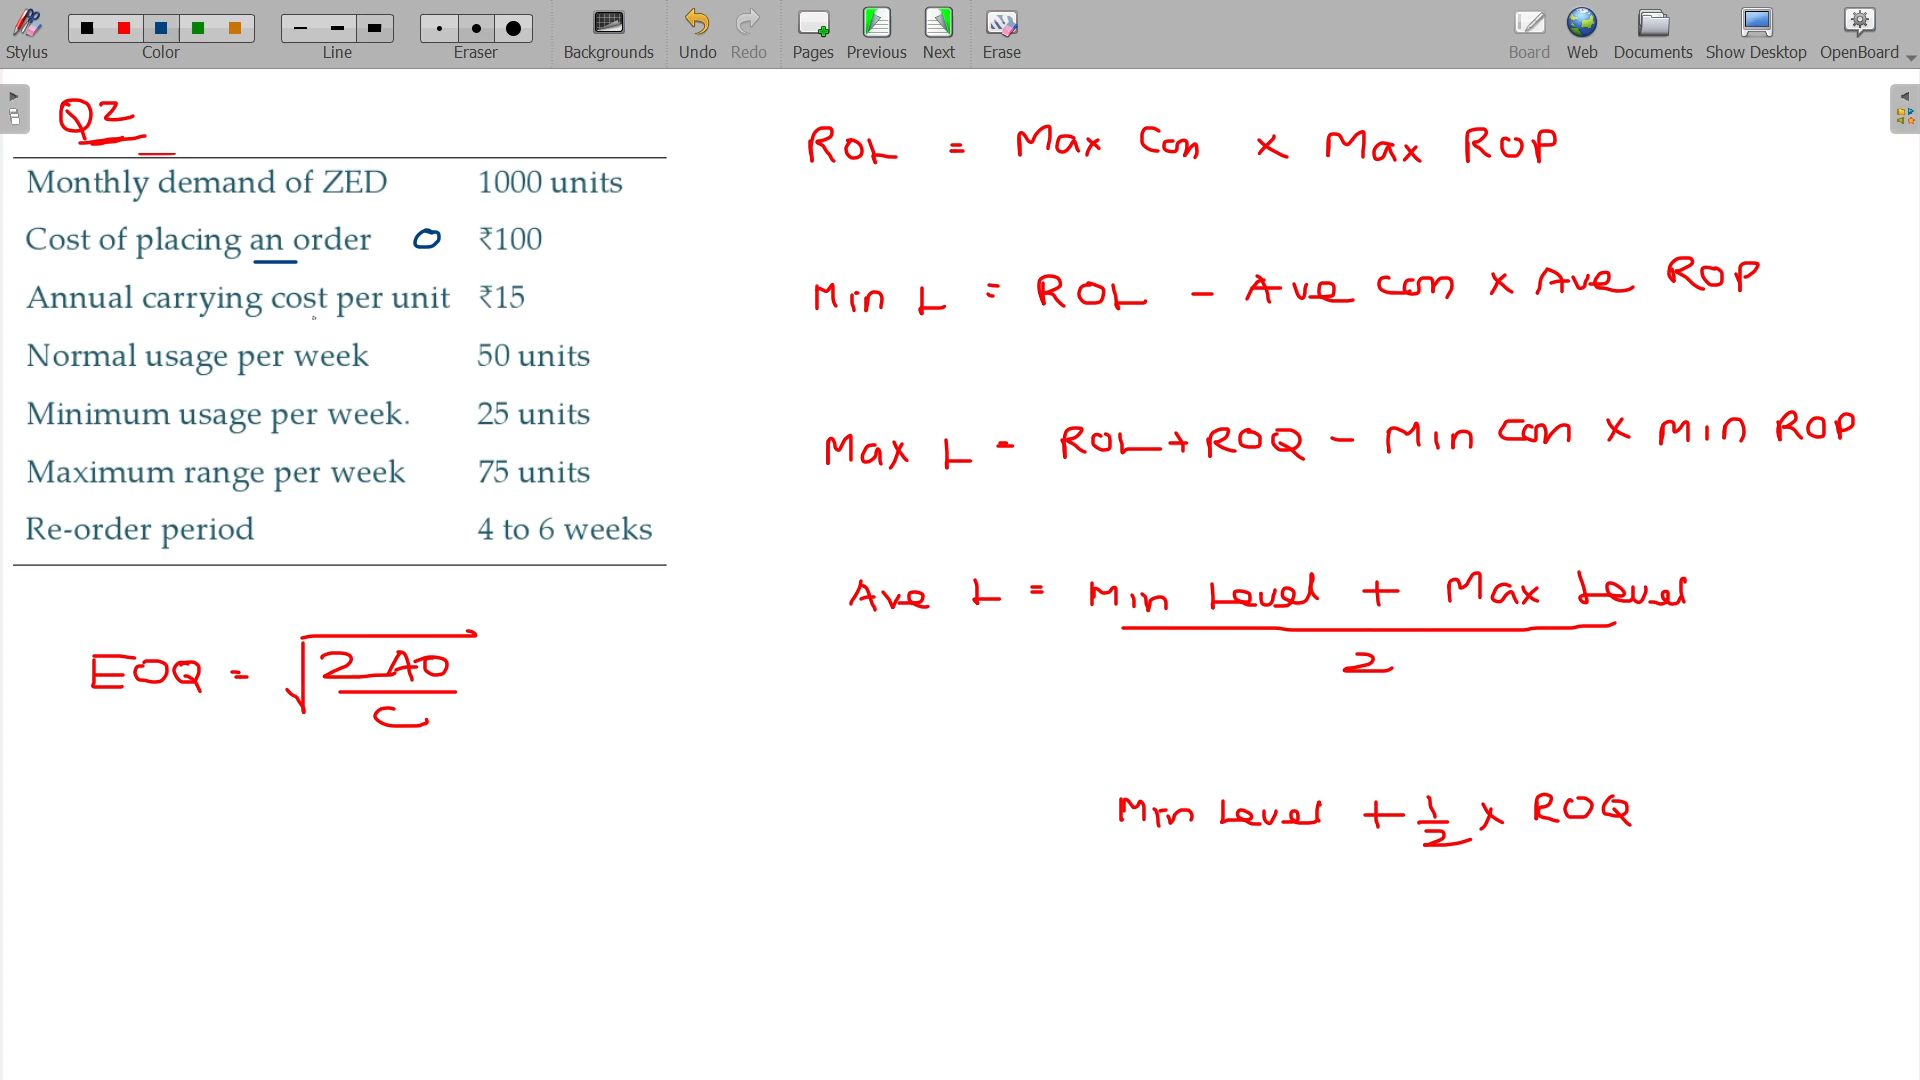 Stylus Color Line Eraser Backgrounds Undo Redo Pages Previous Next Erase Board Web Documents Show Desktop OpenBoard
Q2
Monthly demand of ZED 1000 units
Cost of placing an order O ₹100
Annual carrying cost per unit ₹15
Normal usage per week 50 units
Minimum usage per week. 25 units
Maximum range per week 75 units
Re-order period 4 to 6 weeks
EOQ = √2AO
C
ROL = Max Con × Max ROP
Min L = ROL - Ave con × Ave ROP
Max L = ROL + ROQ - Min Con × Min ROP
Ave L = Min Level + Max Level
2
Min Level + 1/2 × ROQ